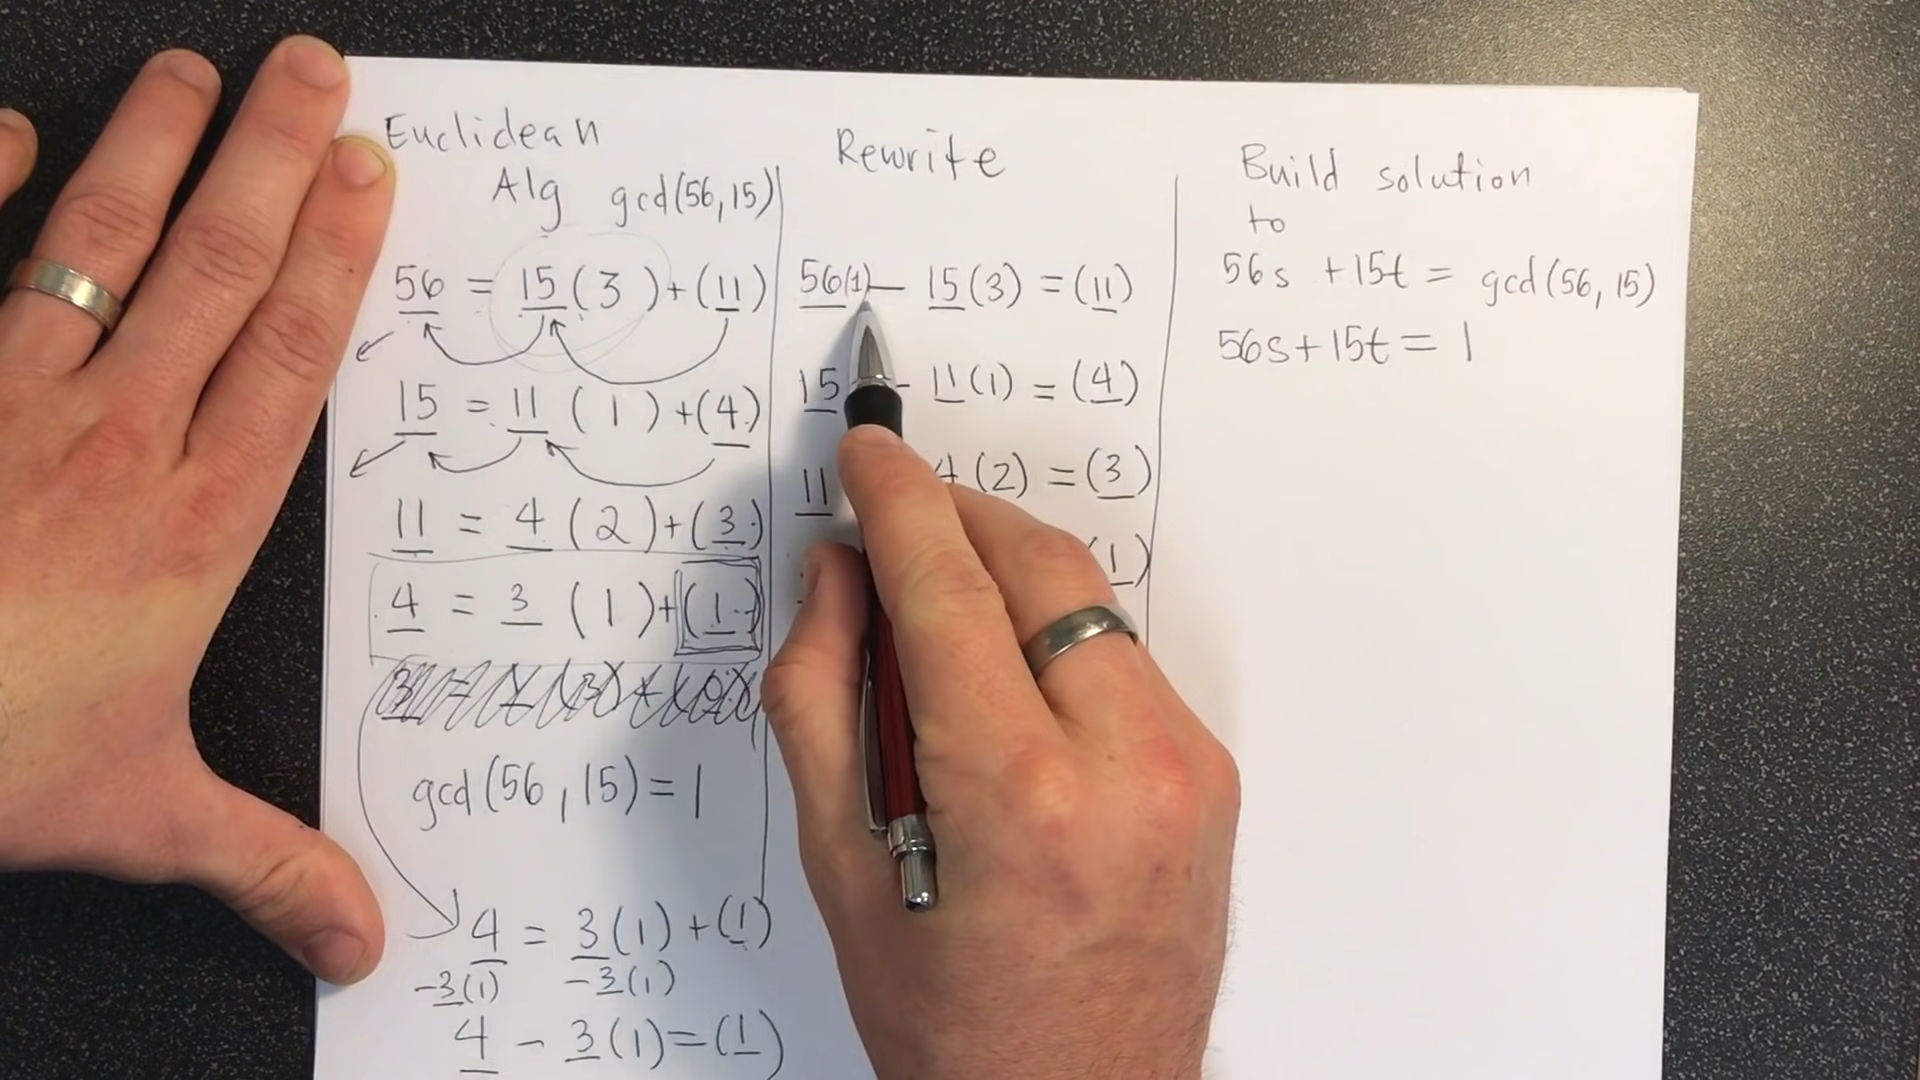 Euclidean
Alg gcd(56,15)
56 = 15(3)+(11)
15 = 11(1)+(4)
11 = 4(2)+(3)
4 = 3(1)+(1)
gcd(56,15)=1
4 = 3(1)+(1)
-3(1) -3(1)
4 - 3(1)=(1)
Rewrite
56(1)- 15(3) = (11)
15 - 11(1) = (4)
11 4(2) = (3)
(1)
Build solution
to
56s +15t = gcd(56,15)
56s+15t = 1